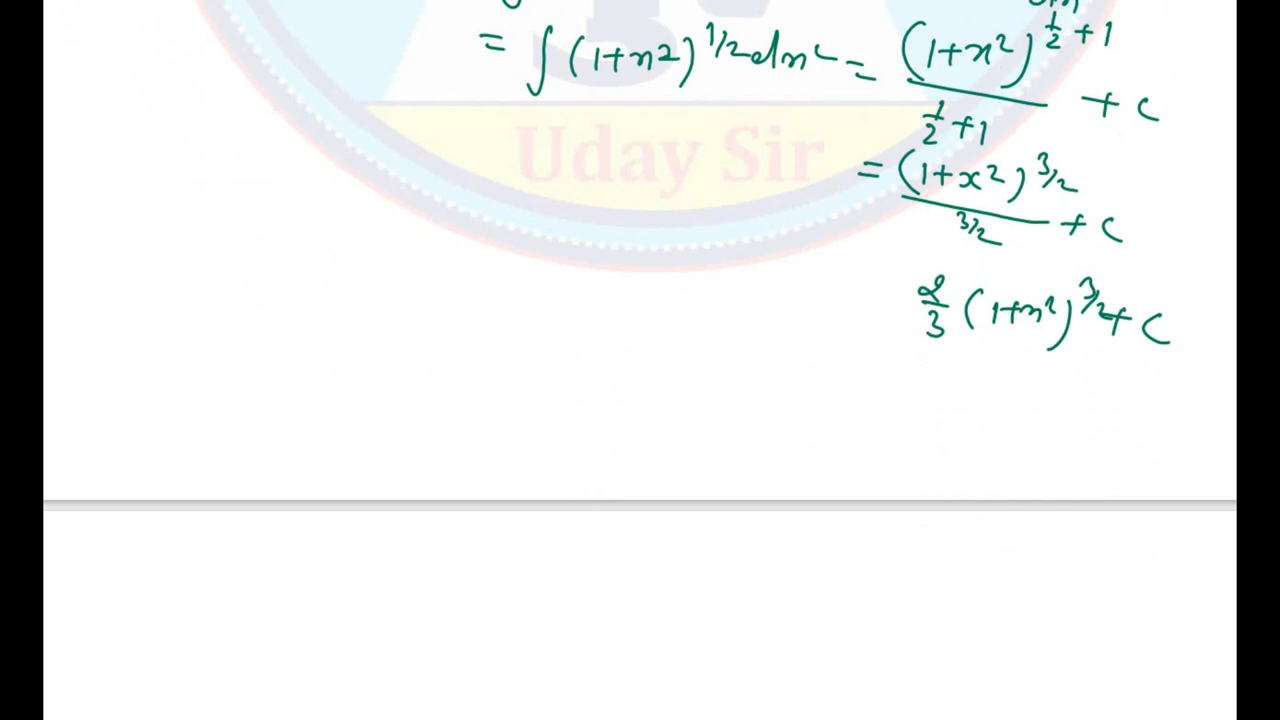 = ∫ (1+x²)^1/2 dx² = (1+x²)^(1/2 + 1) / (1/2 + 1) + c
Uday Sir
= (1+x²)^3/2 / 3/2 + c
2/3 (1+x²)^3/2 + c